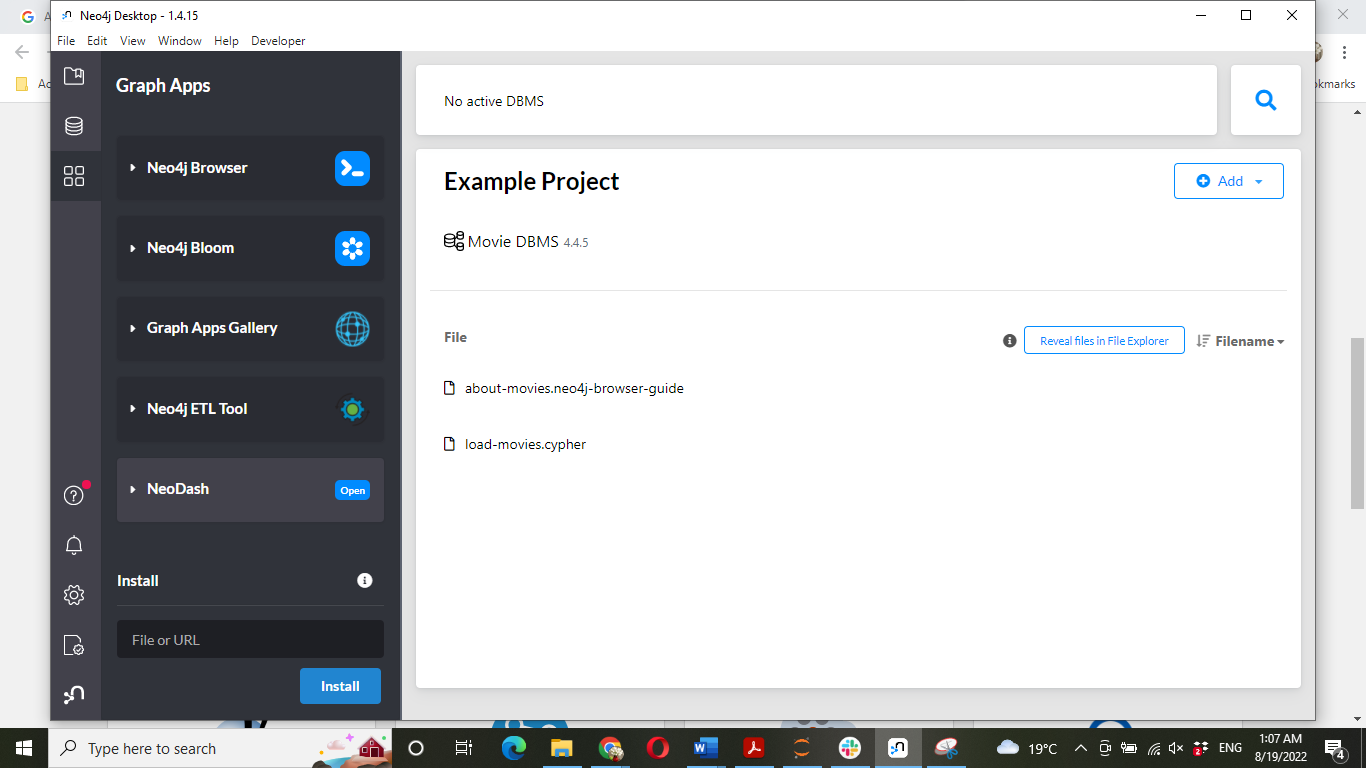 Neo4j Desktop - 1.4.15
File Edit View Window Help Developer
Graph Apps
Neo4j Browser
Neo4j Bloom
Graph Apps Gallery
Neo4j ETL Tool
NeoDash
Open
Install
File or URL
Install
No active DBMS
Example Project
Add
Movie DBMS 4.4.5
File
Reveal files in File Explorer
Filename
about-movies.neo4j-browser-guide
load-movies.cypher
Type here to search
19°C
ENG
1:07 AM
8/19/2022
4